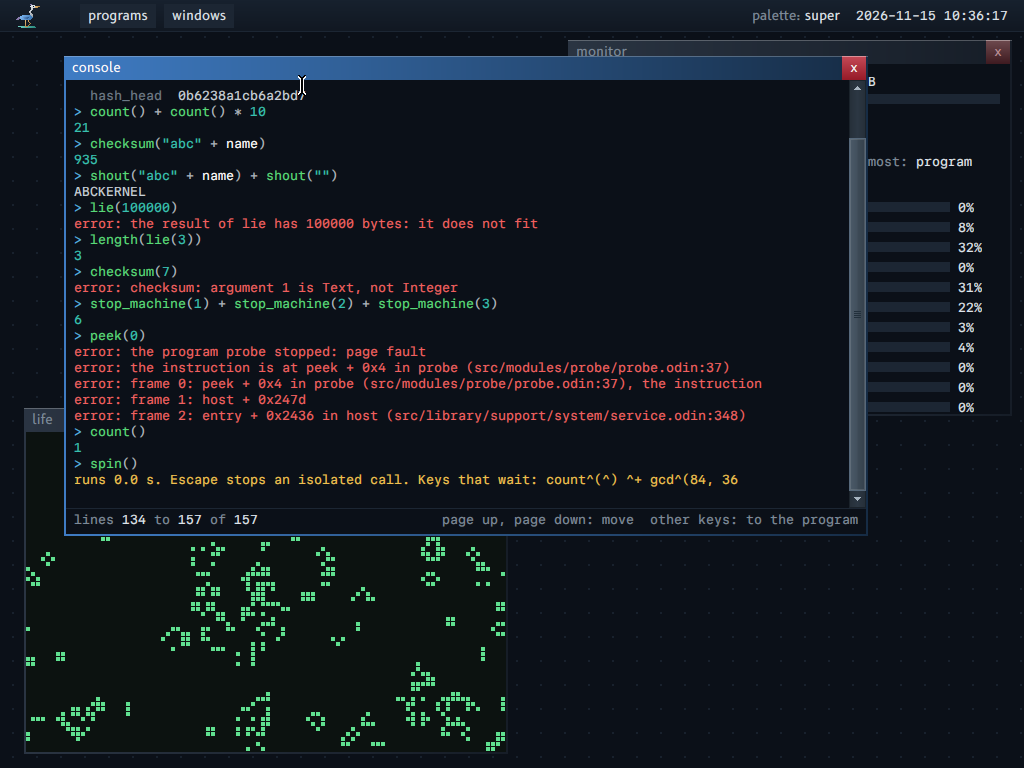 programs windows palette: super 2026-11-15 10:36:17
monitor x
console x
B
hash_head 0b6238a1cb6a2bd7
> count() + count() * 10
21
> checksum("abc" + name)
935
> shout("abc" + name) + shout("")
ABCKERNEL
> lie(100000)
error: the result of lie has 100000 bytes: it does not fit
> length(lie(3))
3
> checksum(7)
error: checksum: argument 1 is Text, not Integer
> stop_machine(1) + stop_machine(2) + stop_machine(3)
6
> peek(0)
error: the program probe stopped: page fault
error: the instruction is at peek + 0x4 in probe (src/modules/probe/probe.odin:37)
error: frame 0: peek + 0x4 in probe (src/modules/probe/probe.odin:37), the instruction
error: frame 1: host + 0x247d
error: frame 2: entry + 0x2436 in host (src/library/support/system/service.odin:348)
> count()
1
> spin()
runs 0.0 s. Escape stops an isolated call. Keys that wait: count^(^) ^+ gcd^(84, 36
lines 134 to 157 of 157 page up, page down: move other keys: to the program
most: program
0%
8%
32%
0%
31%
22%
3%
4%
0%
0%
0%
life